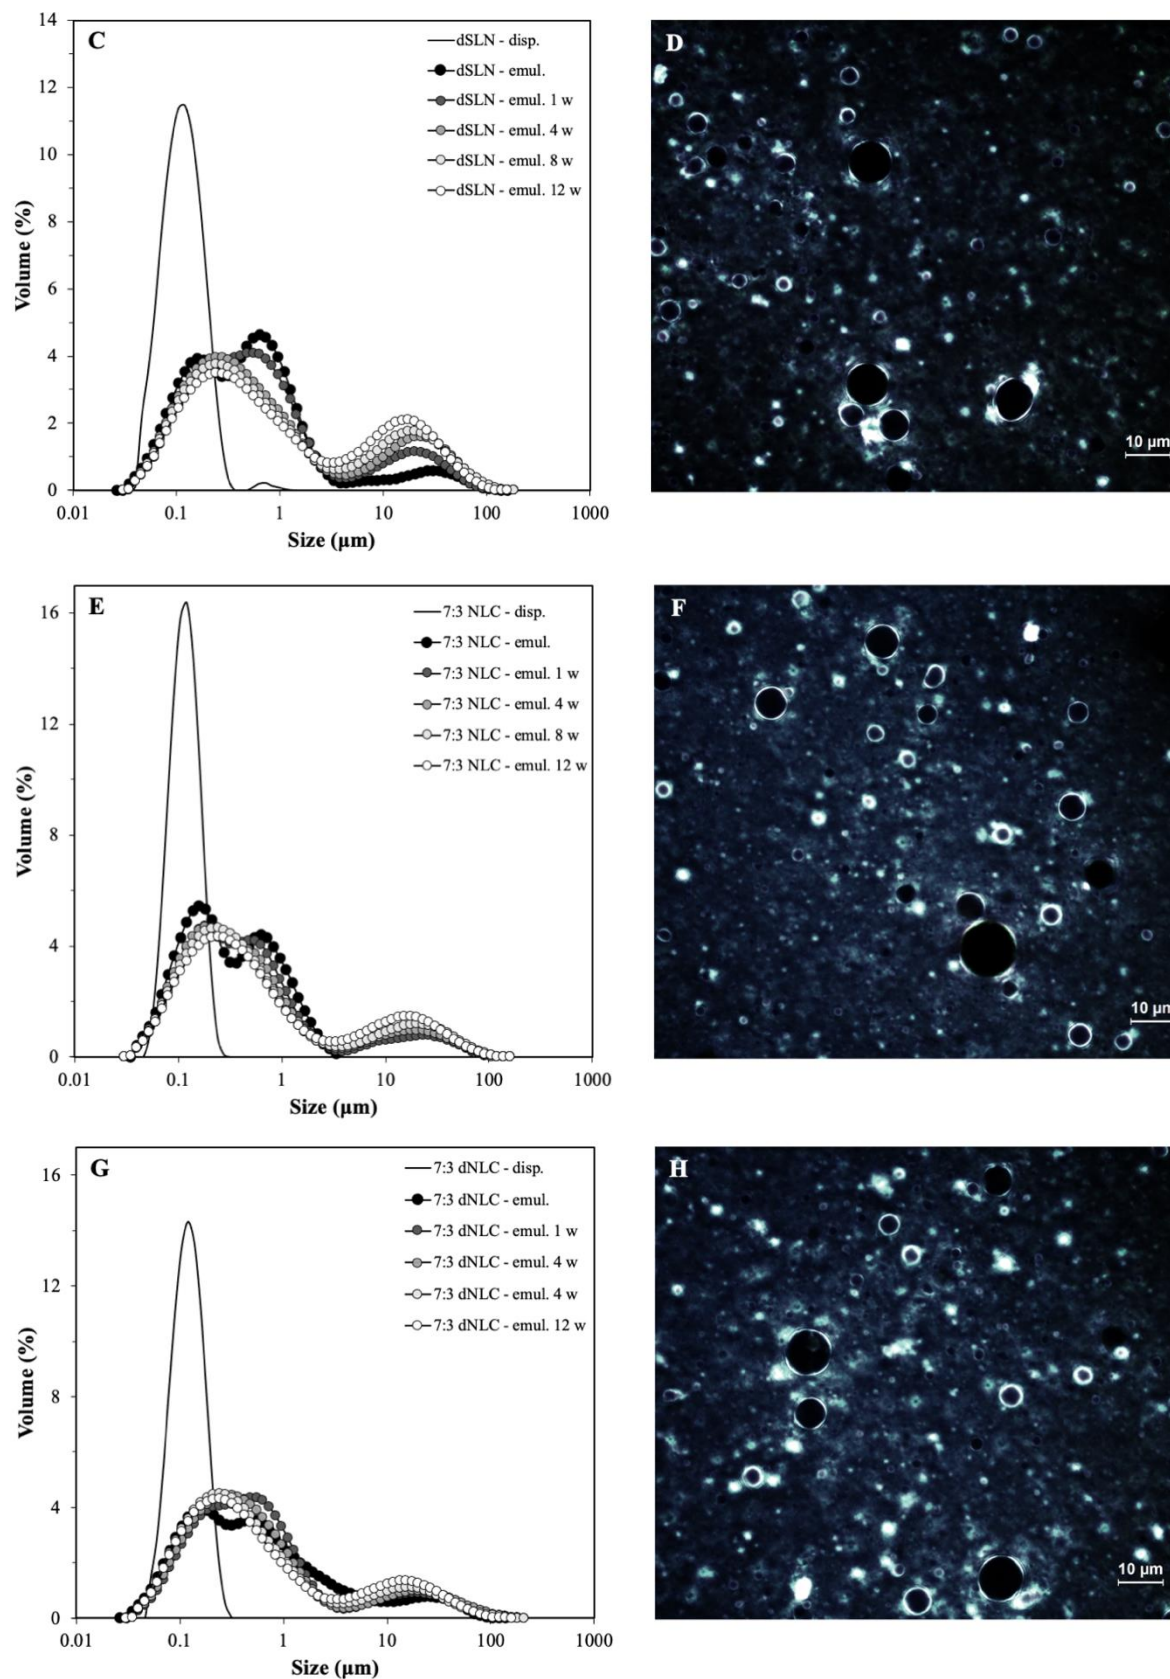 C
dSLN - disp.
dSLN - emul.
dSLN - emul. 1 w
dSLN - emul. 4 w
dSLN - emul. 8 w
dSLN - emul. 12 w
14
12
10
8
6
4
2
0
Volume (%)
0.01 0.1 1 10 100 1000
Size (µm)
D
10 µm
E
7:3 NLC - disp.
7:3 NLC - emul.
7:3 NLC - emul. 1 w
7:3 NLC - emul. 4 w
7:3 NLC - emul. 8 w
7:3 NLC - emul. 12 w
16
12
8
4
0
Volume (%)
0.01 0.1 1 10 100 1000
Size (µm)
F
10 µm
G
7:3 dNLC - disp.
7:3 dNLC - emul.
7:3 dNLC - emul. 1 w
7:3 dNLC - emul. 4 w
7:3 dNLC - emul. 4 w
7:3 dNLC - emul. 12 w
16
12
8
4
0
Volume (%)
0.01 0.1 1 10 100 1000
Size (µm)
H
10 µm